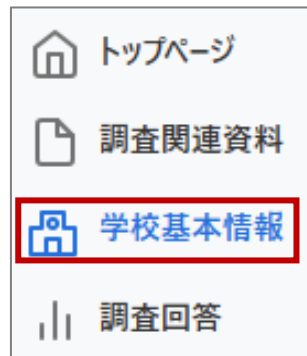 トップページ
調査関連資料
学校基本情報
調査回答